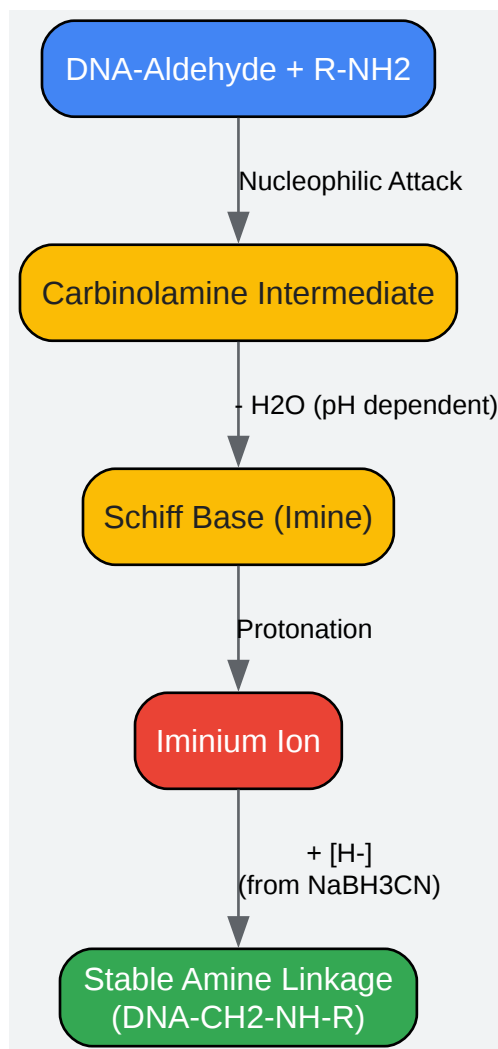 DNA-Aldehyde + R-NH2
Nucleophilic Attack
Carbinolamine Intermediate
- H2O (pH dependent)
Schiff Base (Imine)
Protonation
Iminium Ion
+ [H-]
(from NaBH3CN)
Stable Amine Linkage
(DNA-CH2-NH-R)